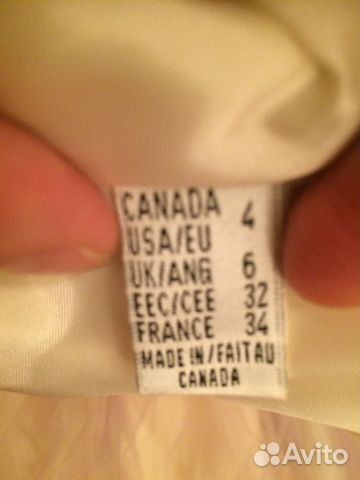 CANADA 4
USA/EU
UK/ANG 6
EEC/CEE 32
FRANCE 34
MADE IN/FAIT AU
CANADA
Avito